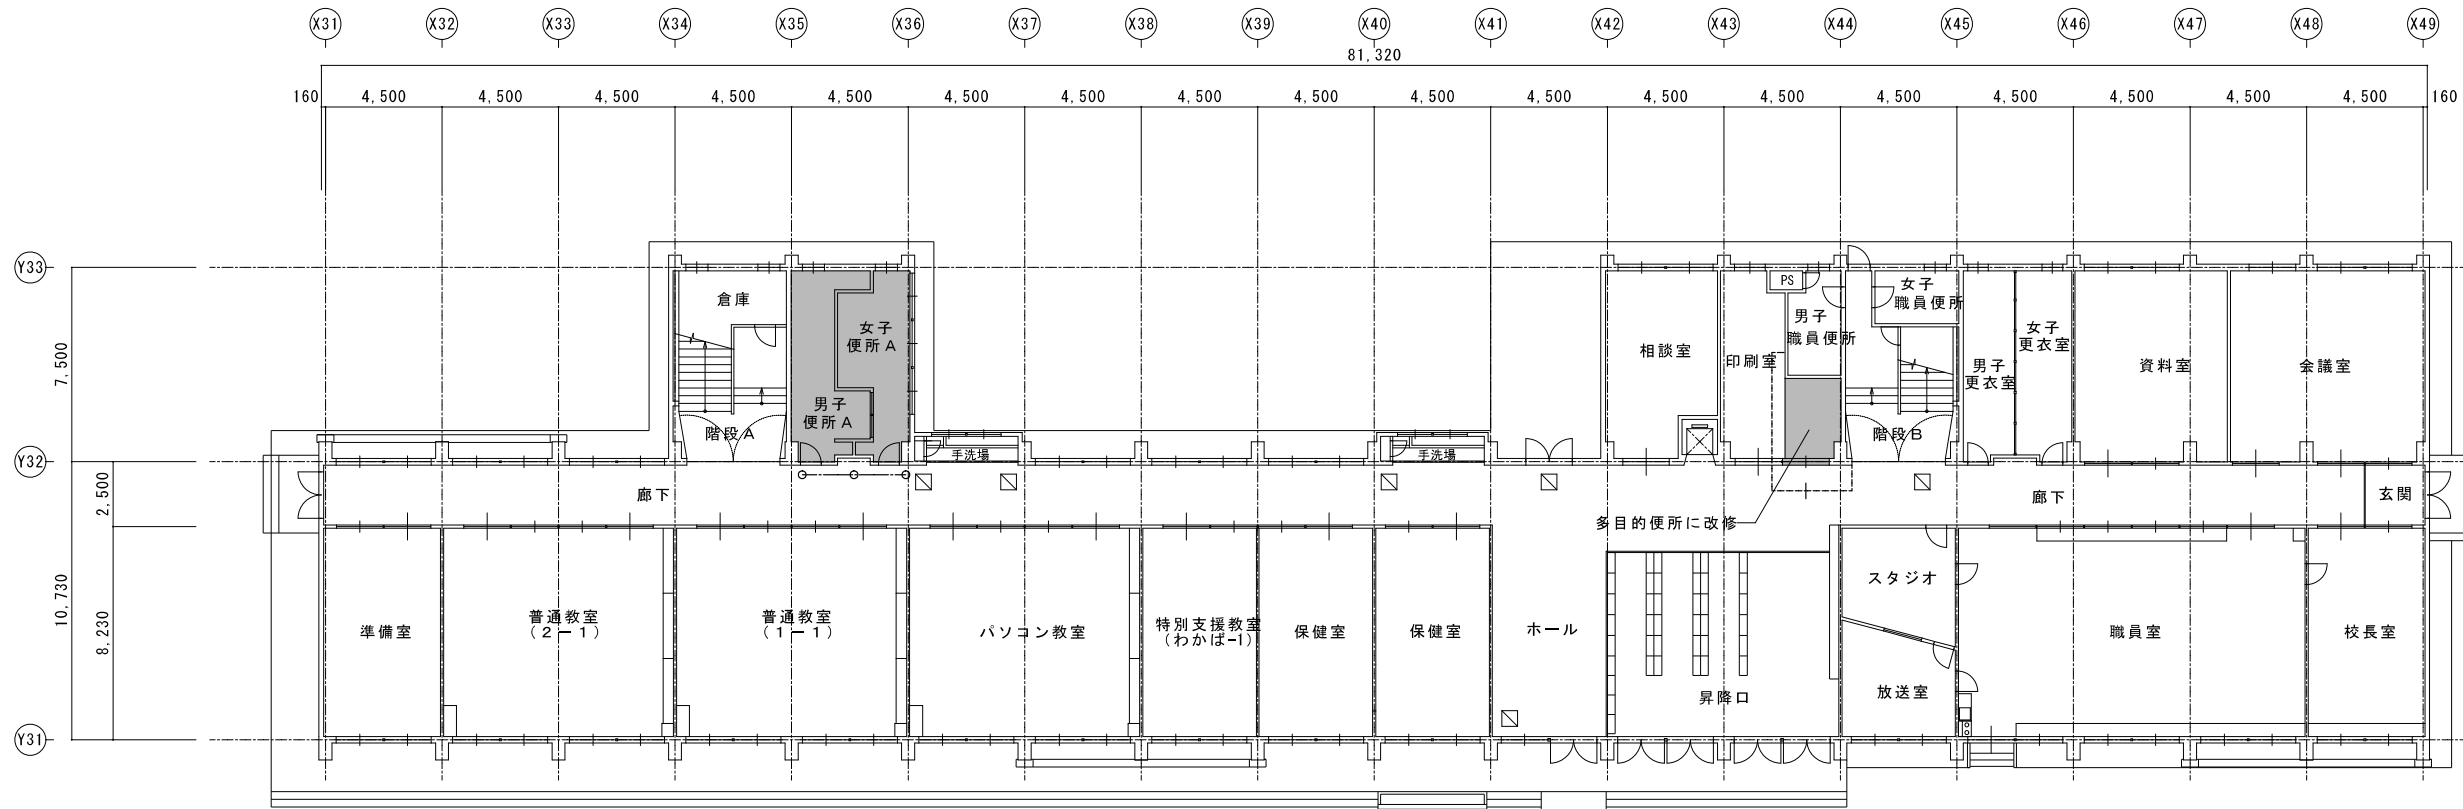 X31 X32 X33 X34 X35 X36 X37 X38 X39 X40 X41 X42 X43 X44 X45 X46 X47 X48 X49
81,320
160 4,500 4,500 4,500 4,500 4,500 4,500 4,500 4,500 4,500 4,500 4,500 4,500 4,500 4,500 4,500 4,500 4,500 4,500 160
Y33
7,500
Y32
2,500
10,730
8,230
Y31
倉庫
女子
便所A
男子
便所A
階段A
手洗場
手洗場
相談室
印刷室
PS
男子
職員便所
女子
職員便所
階段B
男子
更衣室
女子
更衣室
資料室
会議室
廊下
多目的便所に改修
廊下
玄関
準備室
普通教室
(2-1)
普通教室
(1-1)
パソコン教室
特別支援教室
(わかば-1)
保健室
保健室
ホール
昇降口
スタジオ
放送室
職員室
校長室